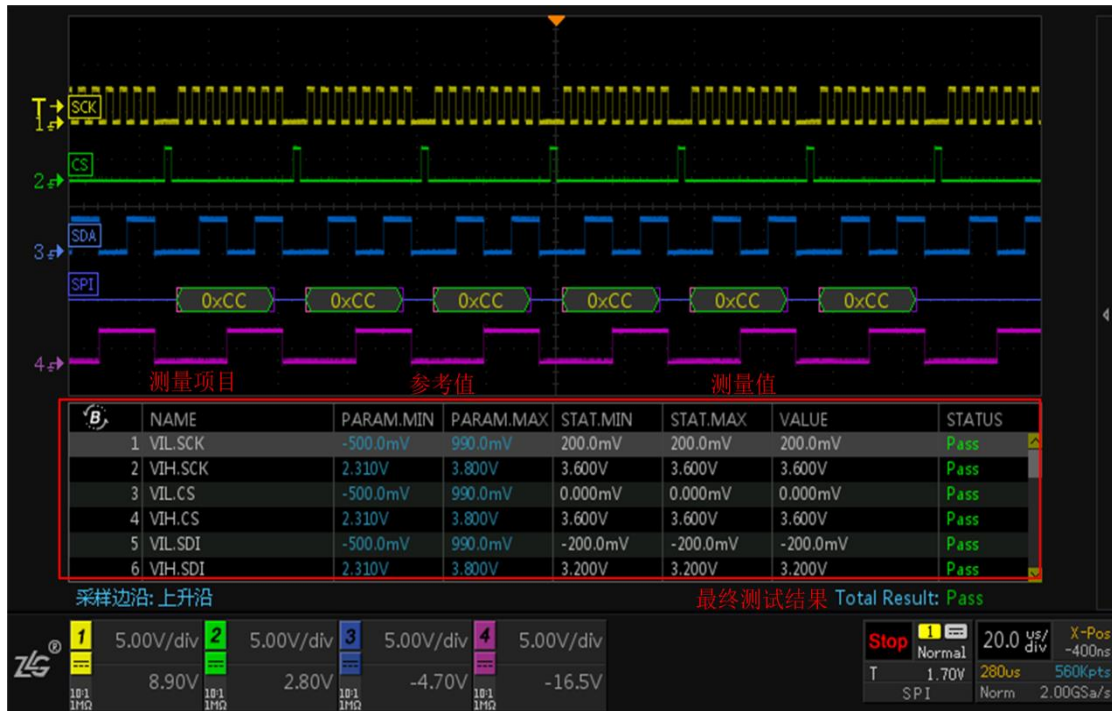 T SCK
1
CS
2
SDA
3
SPI
0xCC 0xCC 0xCC 0xCC 0xCC 0xCC
4
测量项目 参考值 测量值
B NAME PARAM.MIN PARAM.MAX STAT.MIN STAT.MAX VALUE STATUS
1 VIL.SCK -500.0mV 990.0mV 200.0mV 200.0mV 200.0mV Pass
2 VIH.SCK 2.310V 3.800V 3.600V 3.600V 3.600V Pass
3 VIL.CS -500.0mV 990.0mV 0.000mV 0.000mV 0.000mV Pass
4 VIH.CS 2.310V 3.800V 3.600V 3.600V 3.600V Pass
5 VIL.SDI -500.0mV 990.0mV -200.0mV -200.0mV -200.0mV Pass
6 VIH.SDI 2.310V 3.800V 3.200V 3.200V 3.200V Pass
采样边沿: 上升沿 最终测试结果 Total Result: Pass
ZLG® 1 5.00V/div 2 5.00V/div 3 5.00V/div 4 5.00V/div Stop 1 Normal 20.0 us/div X-Pos -400ns
10:1 1MΩ 8.90V 10:1 1MΩ 2.80V 10:1 1MΩ -4.70V 10:1 1MΩ -16.5V T 1.70V 280us 560Kpts
SPI Norm 2.00GSa/s